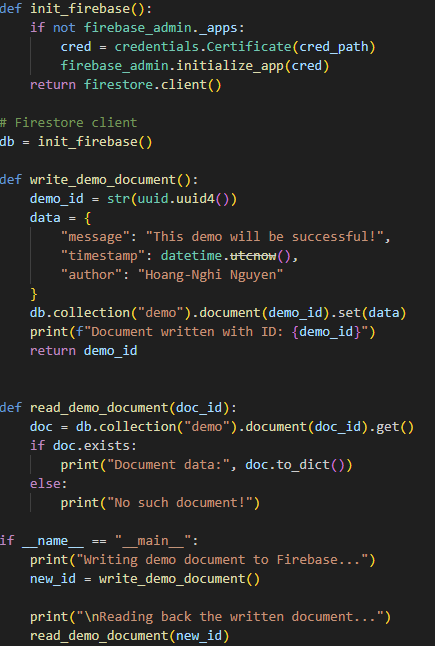 def init_firebase():
    if not firebase_admin._apps:
        cred = credentials.Certificate(cred_path)
        firebase_admin.initialize_app(cred)
    return firestore.client()

# Firestore client
db = init_firebase()

def write_demo_document():
    demo_id = str(uuid.uuid4())
    data = {
        "message": "This demo will be successful!",
        "timestamp": datetime.utcnow(),
        "author": "Hoang-Nghi Nguyen"
    }
    db.collection("demo").document(demo_id).set(data)
    print(f"Document written with ID: {demo_id}")
    return demo_id


def read_demo_document(doc_id):
    doc = db.collection("demo").document(doc_id).get()
    if doc.exists:
        print("Document data:", doc.to_dict())
    else:
        print("No such document!")

if __name__ == "__main__":
    print("Writing demo document to Firebase...")
    new_id = write_demo_document()

    print("\nReading back the written document...")
    read_demo_document(new_id)